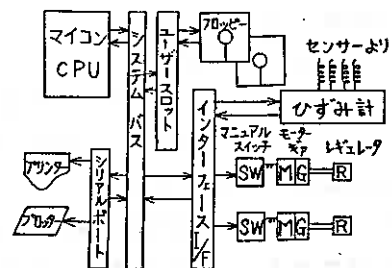 マイコン
CPU
システムバス
ユーザースロット
フロッピー
センサーより
ひずみ計
インターフェース
I/F
マニュアル
スイッチ
モーター
ギア
レギュレータ
SW
M
G
R
SW
M
G
R
シリアルポート
プリンター
プロッター